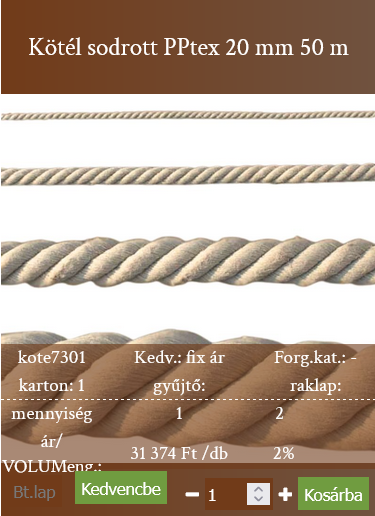 Kötél sodrott PPtex 20 mm 50 m
kote7301 Kedv.: fix ár Forg.kat.: -
karton: 1 gyűjtő: raklap:
mennyiség 1 2
ár/
VOLUMeng.: 31 374 Ft /db 2%
Bt.lap Kedvencbe 1 Kosárba